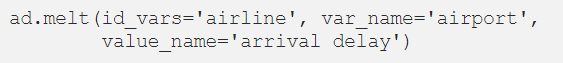 ad.melt(id_vars='airline', var_name='airport',
        value_name='arrival delay')